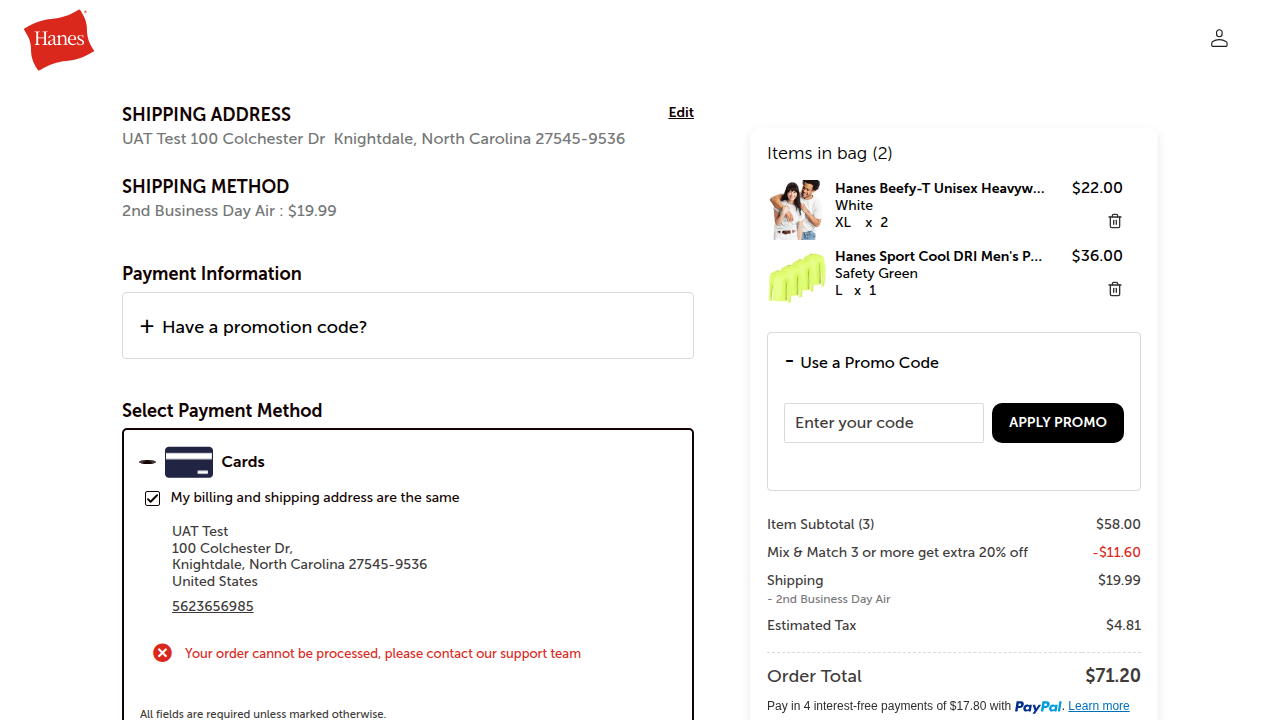 Hanes
SHIPPING ADDRESS
Edit
UAT Test 100 Colchester Dr  Knightdale, North Carolina 27545-9536
SHIPPING METHOD
2nd Business Day Air : $19.99
Payment Information
+ Have a promotion code?
Select Payment Method
Cards
My billing and shipping address are the same
UAT Test
100 Colchester Dr,
Knightdale, North Carolina 27545-9536
United States
5623656985
Your order cannot be processed, please contact our support team
All fields are required unless marked otherwise.
Items in bag (2)
Hanes Beefy-T Unisex Heavyw... $22.00
White
XL x 2
Hanes Sport Cool DRI Men's P... $36.00
Safety Green
L x 1
- Use a Promo Code
Enter your code APPLY PROMO
Item Subtotal (3) $58.00
Mix & Match 3 or more get extra 20% off -$11.60
Shipping $19.99
- 2nd Business Day Air
Estimated Tax $4.81
Order Total $71.20
Pay in 4 interest-free payments of $17.80 with PayPal. Learn more